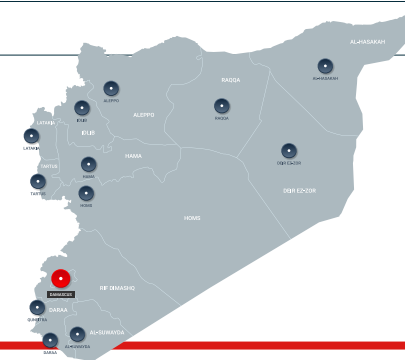 AL-HASAKAH
AL-HASAKAH
RAQQA
RAQQA
ALEPPO
ALEPPO
IDLIB
IDLIB
LATAKIA
LATAKIA
HAMA
HAMA
DEIR EZ-ZOR
DEIR EZ-ZOR
TARTUS
TARTUS
HOMS
HOMS
RIF DIMASHQ
DAMASCUS
DARAA
QUNEITRA
AL-SUWAYDA
AL-SUWAYDA
DARAA